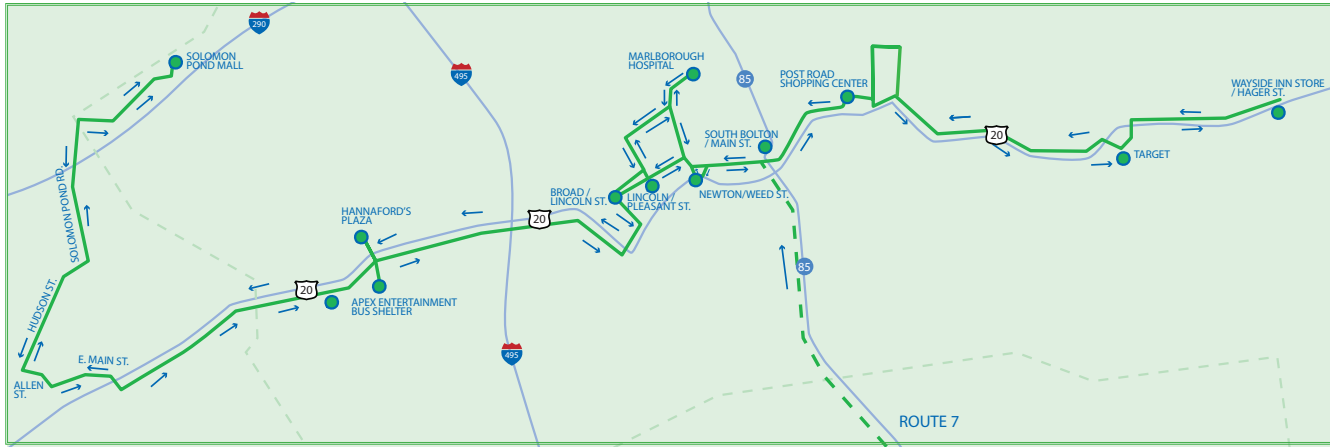 290
SOLOMON
POND MALL
495
MARLBOROUGH
HOSPITAL
85
POST ROAD
SHOPPING CENTER
WAYSIDE INN STORE
/ HAGER ST.
SOUTH BOLTON
/ MAIN ST.
20
TARGET
SOLOMON POND RD.
HANNAFORD'S
PLAZA
BROAD /
LINCOLN ST.
LINCOLN /
PLEASANT ST.
NEWTON/WEED ST.
20
85
20
APEX ENTERTAINMENT
BUS SHELTER
HUDSON ST.
E. MAIN ST.
495
ALLEN
ST.
ROUTE 7